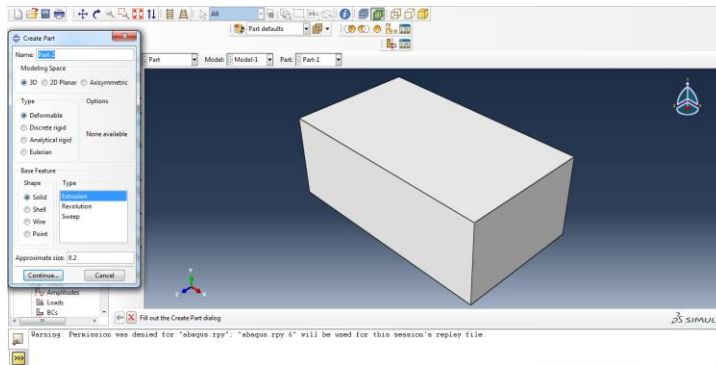 All
Part defaults
Create Part
Part
Model: Model-1
Part: Part-1
Name: Part-2
Modeling Space
3D
2D Planar
Axisymmetric
Type
Options
Deformable
Discrete rigid
Analytical rigid
Eulerian
None available
Base Feature
Shape
Type
Solid
Shell
Wire
Point
Extrusion
Revolution
Sweep
Approximate size: 0.2
Continue...
Cancel
Amplitudes
Loads
BCs
Y
Z
X
Fill out the Create Part dialog
SIMUL
Warning: Permission was denied for "abaqus.rpy"; "abaqus.rpy.6" will be used for this session's replay file.
>>>